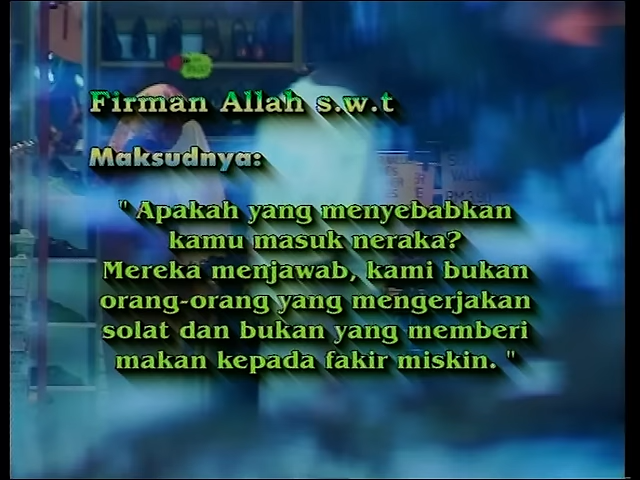 Firman Allah s.w.t
Maksudnya:
" Apakah yang menyebabkan
kamu masuk neraka?
Mereka menjawab, kami bukan
orang-orang yang mengerjakan
solat dan bukan yang memberi
makan kepada fakir miskin. "